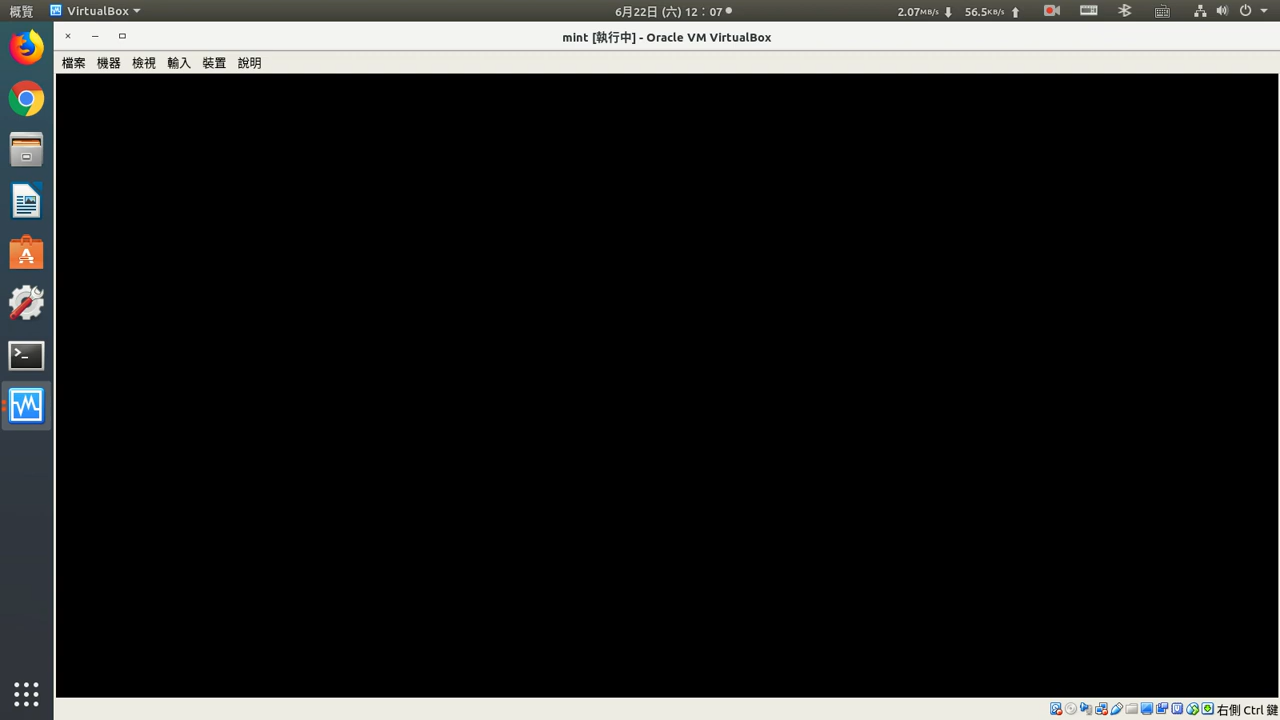 概覽 VirtualBox 6月22日 (六) 12：07 2.07MB/s 56.5KB/s
mint [執行中] - Oracle VM VirtualBox
檔案 機器 檢視 輸入 裝置 說明
右側 Ctrl 鍵